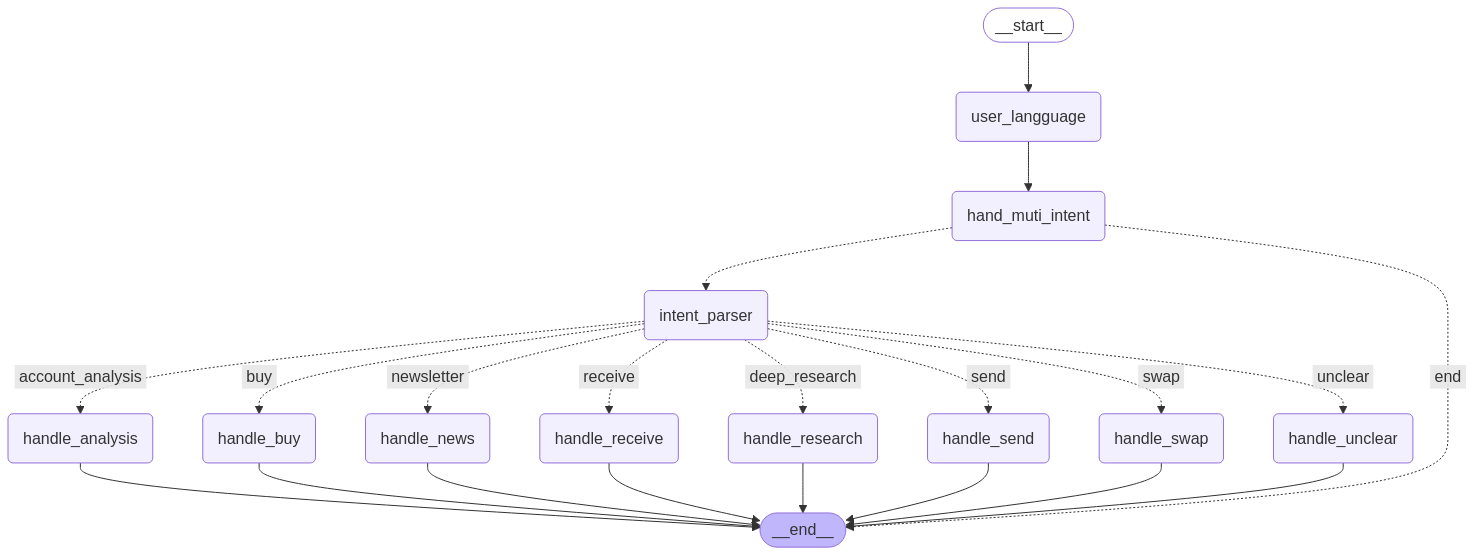 __start__
user_langguage
hand_muti_intent
intent_parser
account_analysis
buy
newsletter
receive
deep_research
send
swap
unclear
end
handle_analysis
handle_buy
handle_news
handle_receive
handle_research
handle_send
handle_swap
handle_unclear
__end__